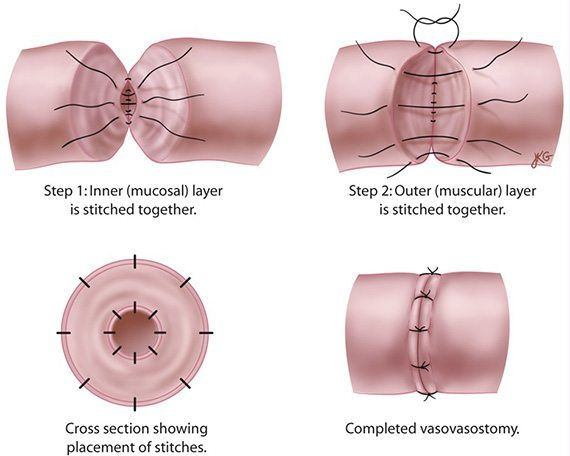 Step 1: Inner (mucosal) layer
is stitched together.
JKG
Step 2: Outer (muscular) layer
is stitched together.
Cross section showing
placement of stitches.
Completed vasovasostomy.